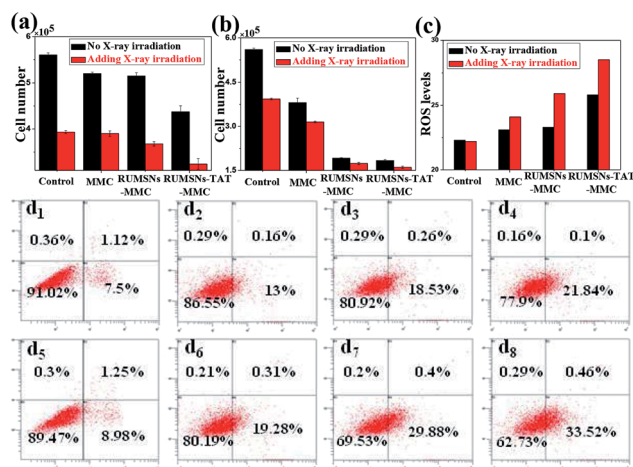 (a)
6 ×10⁵
5
4
Cell number
No X-ray irradiation
Adding X-ray irradiation
Control MMC RUMSNs RUMSNs-TAT
-MMC -MMC
(b)
6.0 ×10⁵
4.5
3.0
1.5
Cell number
No X-ray irradiation
Adding X-ray irradiation
Control MMC RUMSNs RUMSNs-TAT
-MMC -MMC
(c)
30
25
20
ROS levels
No X-ray irradiation
Adding X-ray irradiation
Control MMC RUMSNs RUMSNs-TAT
-MMC -MMC
d1
0.36% 1.12%
91.02% 7.5%
d2
0.29% 0.16%
86.55% 13%
d3
0.29% 0.26%
80.92% 18.53%
d4
0.16% 0.1%
77.9% 21.84%
d5
0.3% 1.25%
89.47% 8.98%
d6
0.21% 0.31%
80.19% 19.28%
d7
0.2% 0.4%
69.53% 29.88%
d8
0.29% 0.46%
62.73% 33.52%